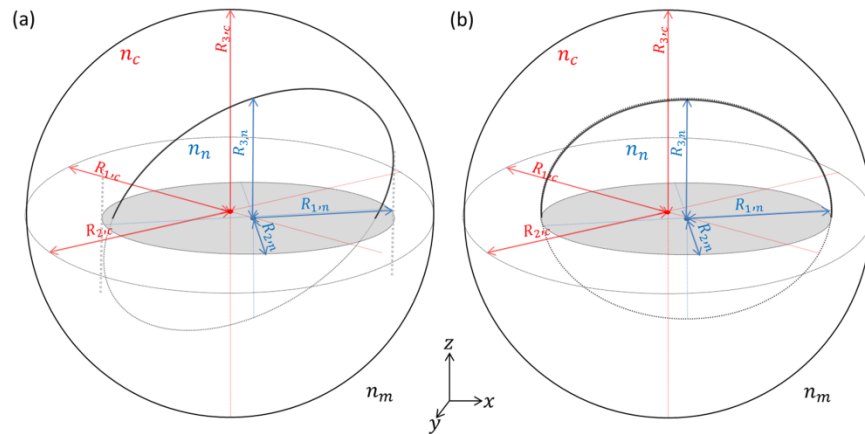 (a)
R₃,c
n_c
n_n
R₃,n
R₁,c
R₁,n
R₂,c
R₂,n
n_m
z
x
y
(b)
R₃,c
n_c
n_n
R₃,n
R₁,c
R₁,n
R₂,c
R₂,n
n_m